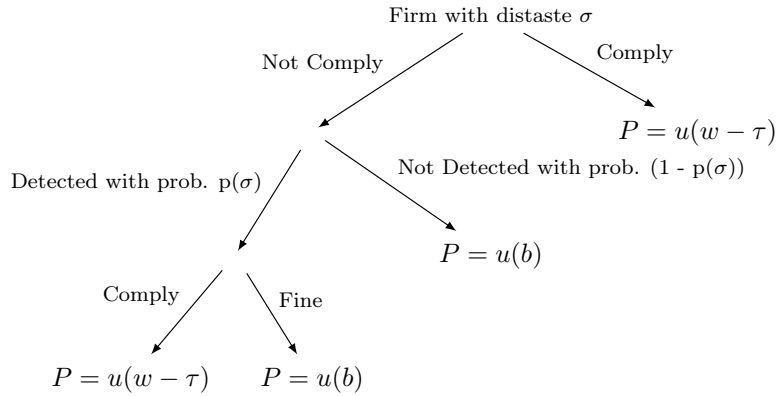 Firm with distaste σ
Not Comply
Comply
P = u(w − τ)
Detected with prob. p(σ)
Not Detected with prob. (1 - p(σ))
P = u(b)
Comply
Fine
P = u(w − τ)
P = u(b)